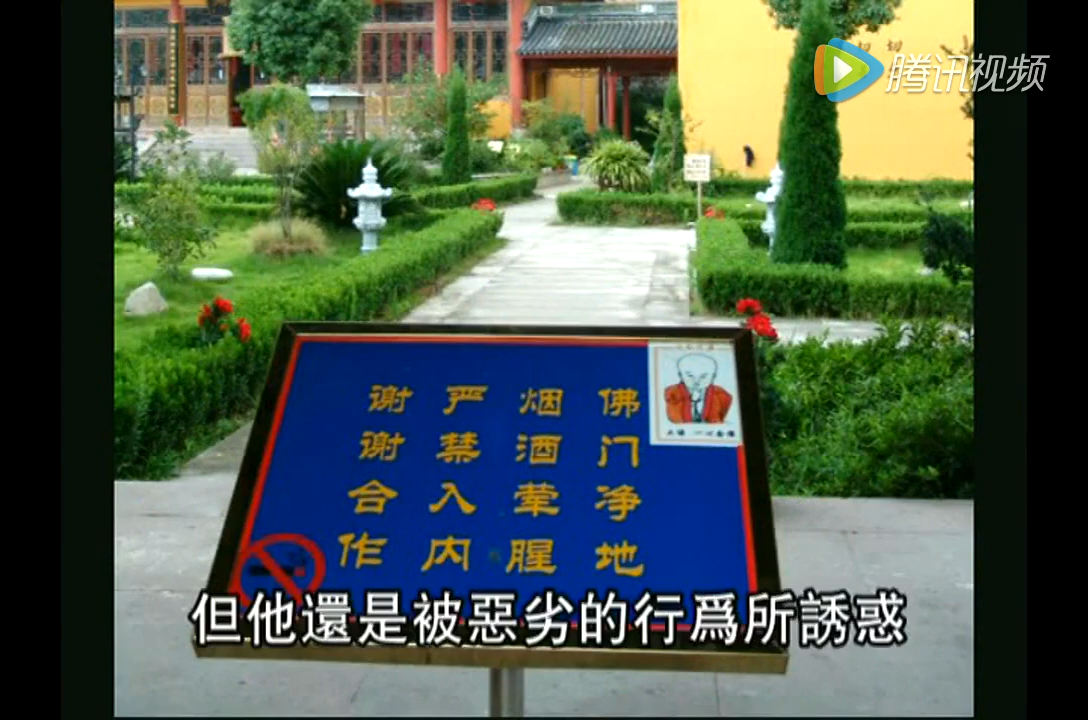 腾讯视频
佛门净地
烟酒荤腥
严禁入内
谢谢合作
但他還是被惡劣的行爲所誘惑